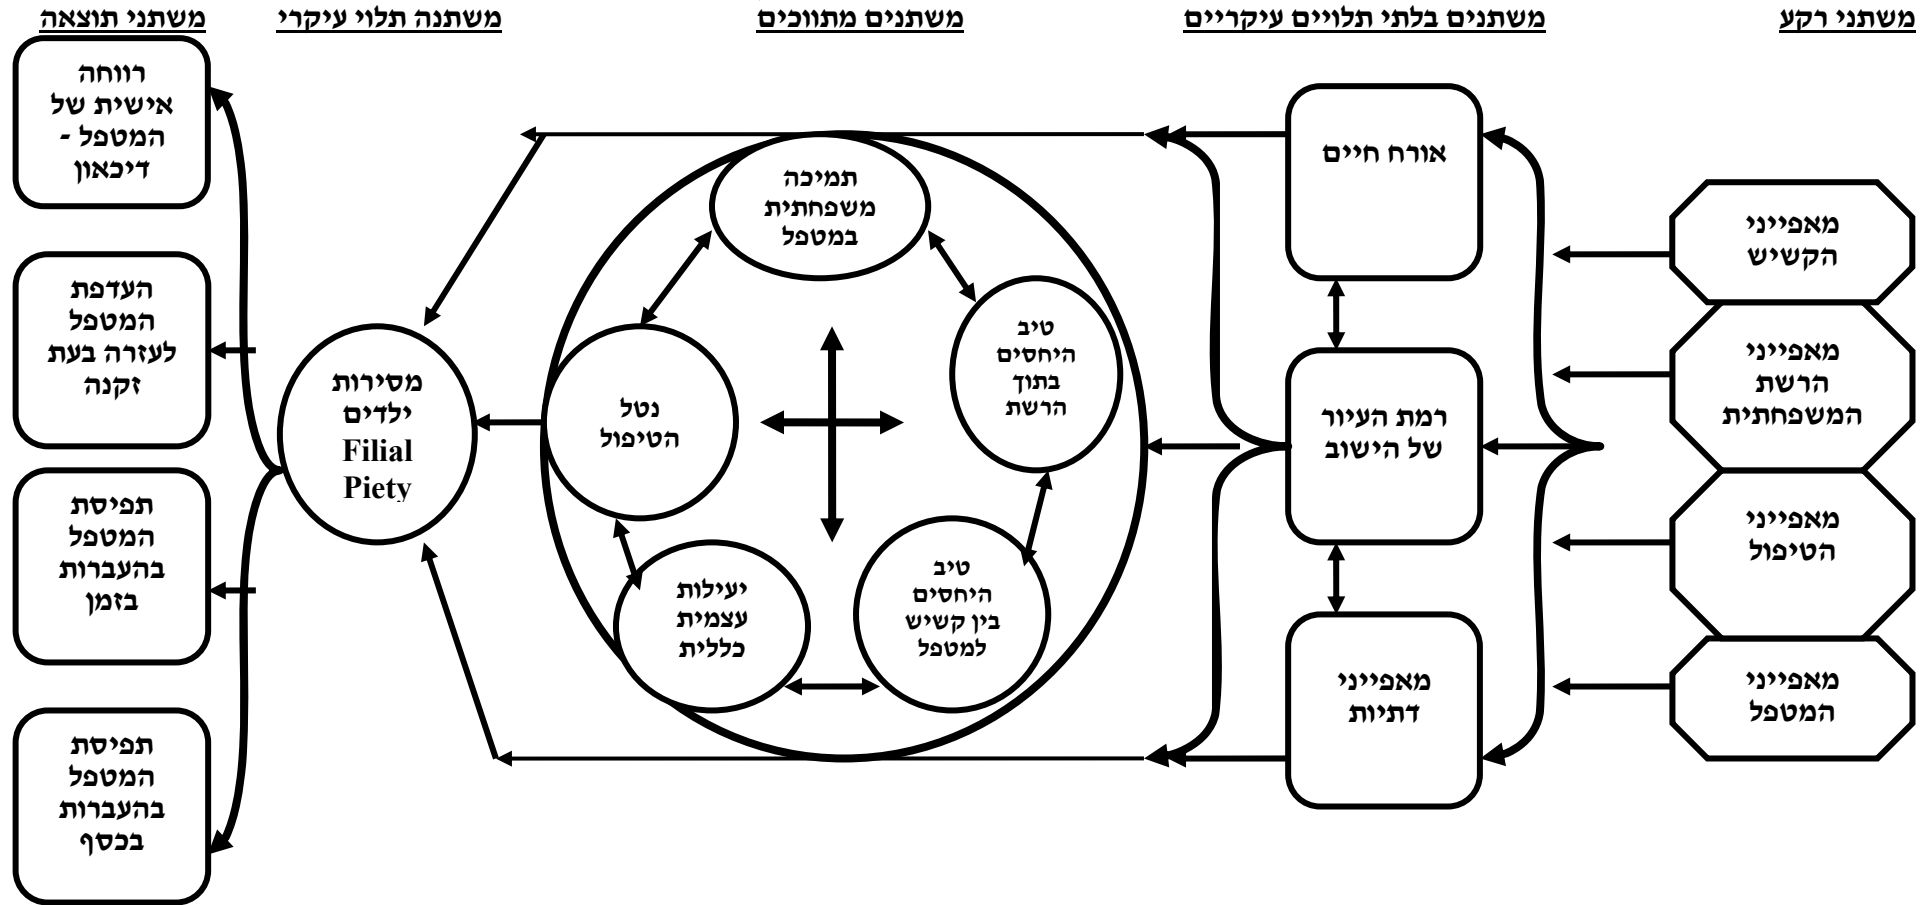 משתני רקע
משתנים בלתי תלויים עיקריים
משתנים מתווכים
משתנה תלוי עיקרי
משתני תוצאה
מאפייני
הקשיש
מאפייני
הרשת
המשפחתית
מאפייני
הטיפול
מאפייני
המטפל
אורח חיים
רמת העיור
של הישוב
מאפייני
דתיות
תמיכה
משפחתית
במטפל
טיב
היחסים
בתוך
הרשת
טיב
היחסים
בין קשיש
למטפל
יעילות
עצמית
כללית
נטל
הטיפול
מסירות
ילדים
Filial
Piety
רווחה
אישית של
המטפל -
דיכאון
העדפת
המטפל
לעזרה בעת
זקנה
תפיסת
המטפל
בהעברות
בזמן
תפיסת
המטפל
בהעברות
בכסף